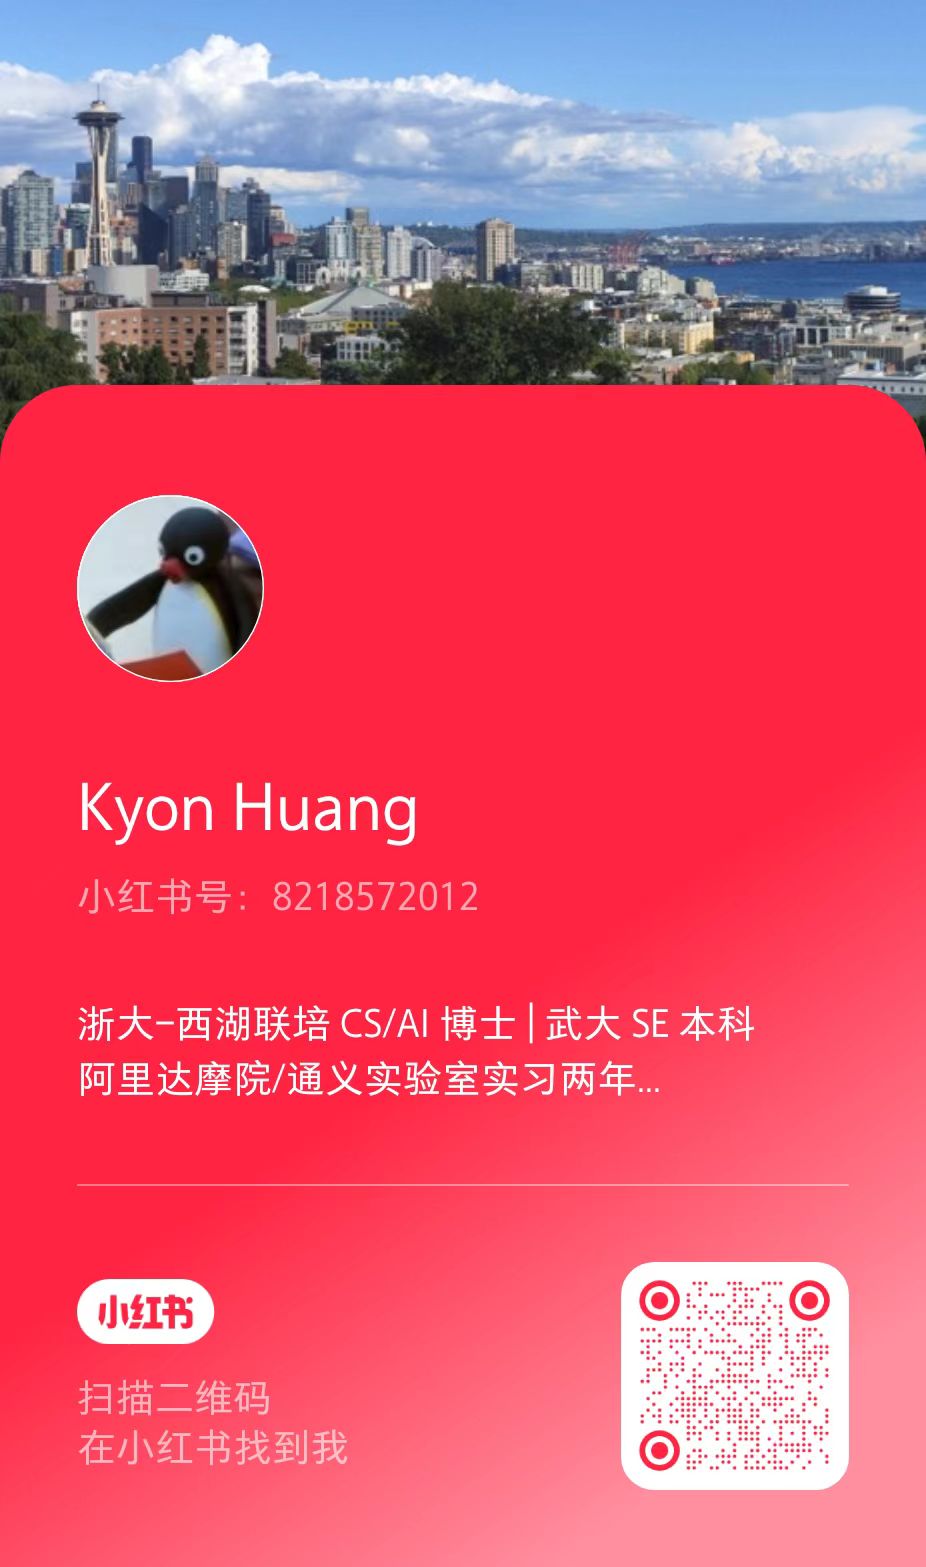 Kyon Huang
小红书号：8218572012
浙大-西湖联培 CS/AI 博士 | 武大 SE 本科
阿里达摩院/通义实验室实习两年...
小红书
扫描二维码
在小红书找到我